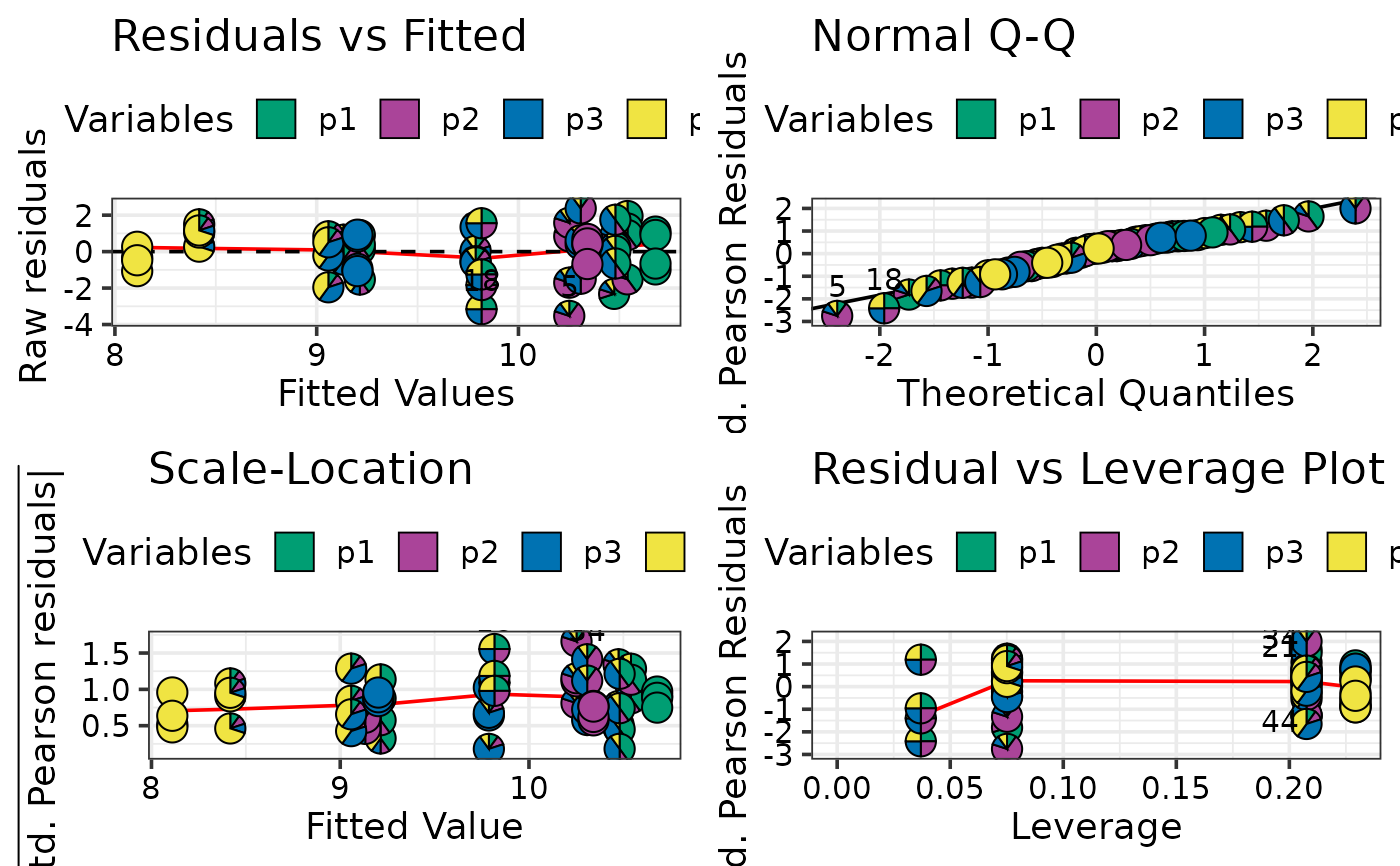 Residuals vs Fitted
Variables p1 p2 p3
Raw residuals
2
0
-2
-4
18
5
8 9 10
Fitted Values
Normal Q-Q
Variables p1 p2 p3
d. Pearson Residuals
2
1
0
-1
-2
-3
5 18
-2 -1 0 1 2
Theoretical Quantiles
Scale-Location
Variables p1 p2 p3
td. Pearson residuals|
1.5
1.0
0.5
8 9 10
Fitted Value
Residual vs Leverage Plot
Variables p1 p2 p3
d. Pearson Residuals
2
1
0
-1
-2
-3
44
0.00 0.05 0.10 0.15 0.20
Leverage